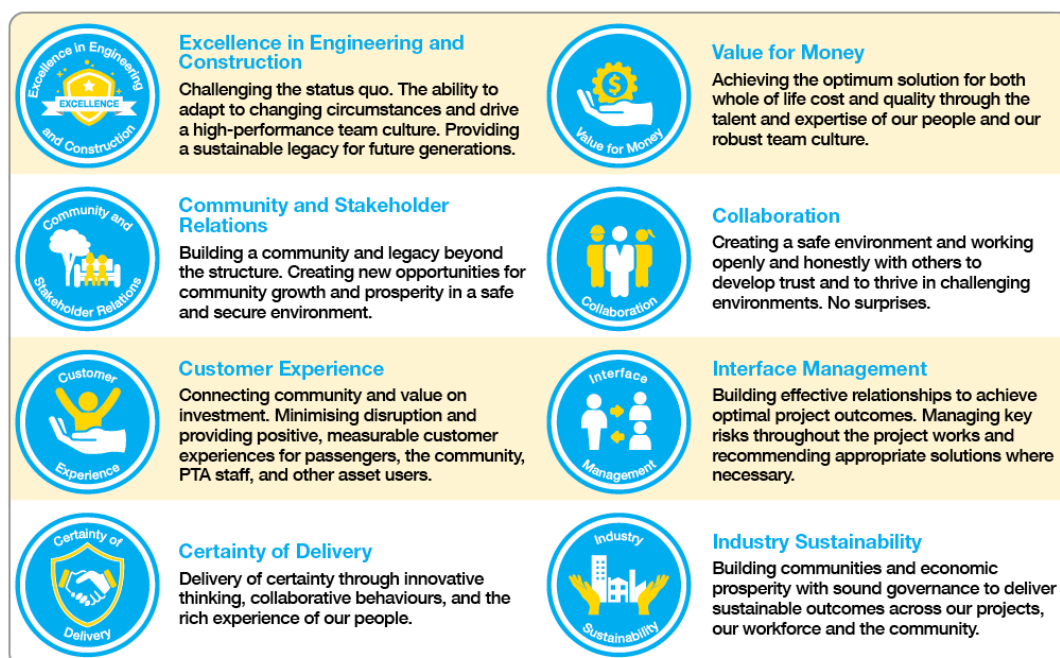 Excellence in Engineering
EXCELLENCE
and Construction
Excellence in Engineering and
Construction
Challenging the status quo. The ability to
adapt to changing circumstances and drive
a high-performance team culture. Providing
a sustainable legacy for future generations.
$
Value for Money
Value for Money
Achieving the optimum solution for both
whole of life cost and quality through the
talent and expertise of our people and our
robust team culture.
Community and
Stakeholder Relations
Community and Stakeholder
Relations
Building a community and legacy beyond
the structure. Creating new opportunities for
community growth and prosperity in a safe
and secure environment.
Collaboration
Collaboration
Creating a safe environment and working
openly and honestly with others to
develop trust and to thrive in challenging
environments. No surprises.
Customer
Experience
Customer Experience
Connecting community and value on
investment. Minimising disruption and
providing positive, measurable customer
experiences for passengers, the community,
PTA staff, and other asset users.
Interface
Management
Interface Management
Building effective relationships to achieve
optimal project outcomes. Managing key
risks throughout the project works and
recommending appropriate solutions where
necessary.
Certainty of
Delivery
Certainty of Delivery
Delivery of certainty through innovative
thinking, collaborative behaviours, and the
rich experience of our people.
Industry
Sustainability
Industry Sustainability
Building communities and economic
prosperity with sound governance to deliver
sustainable outcomes across our projects,
our workforce and the community.